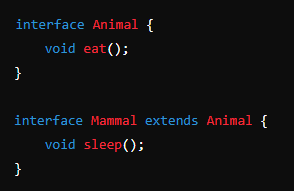 interface Animal {
    void eat();
}

interface Mammal extends Animal {
    void sleep();
}